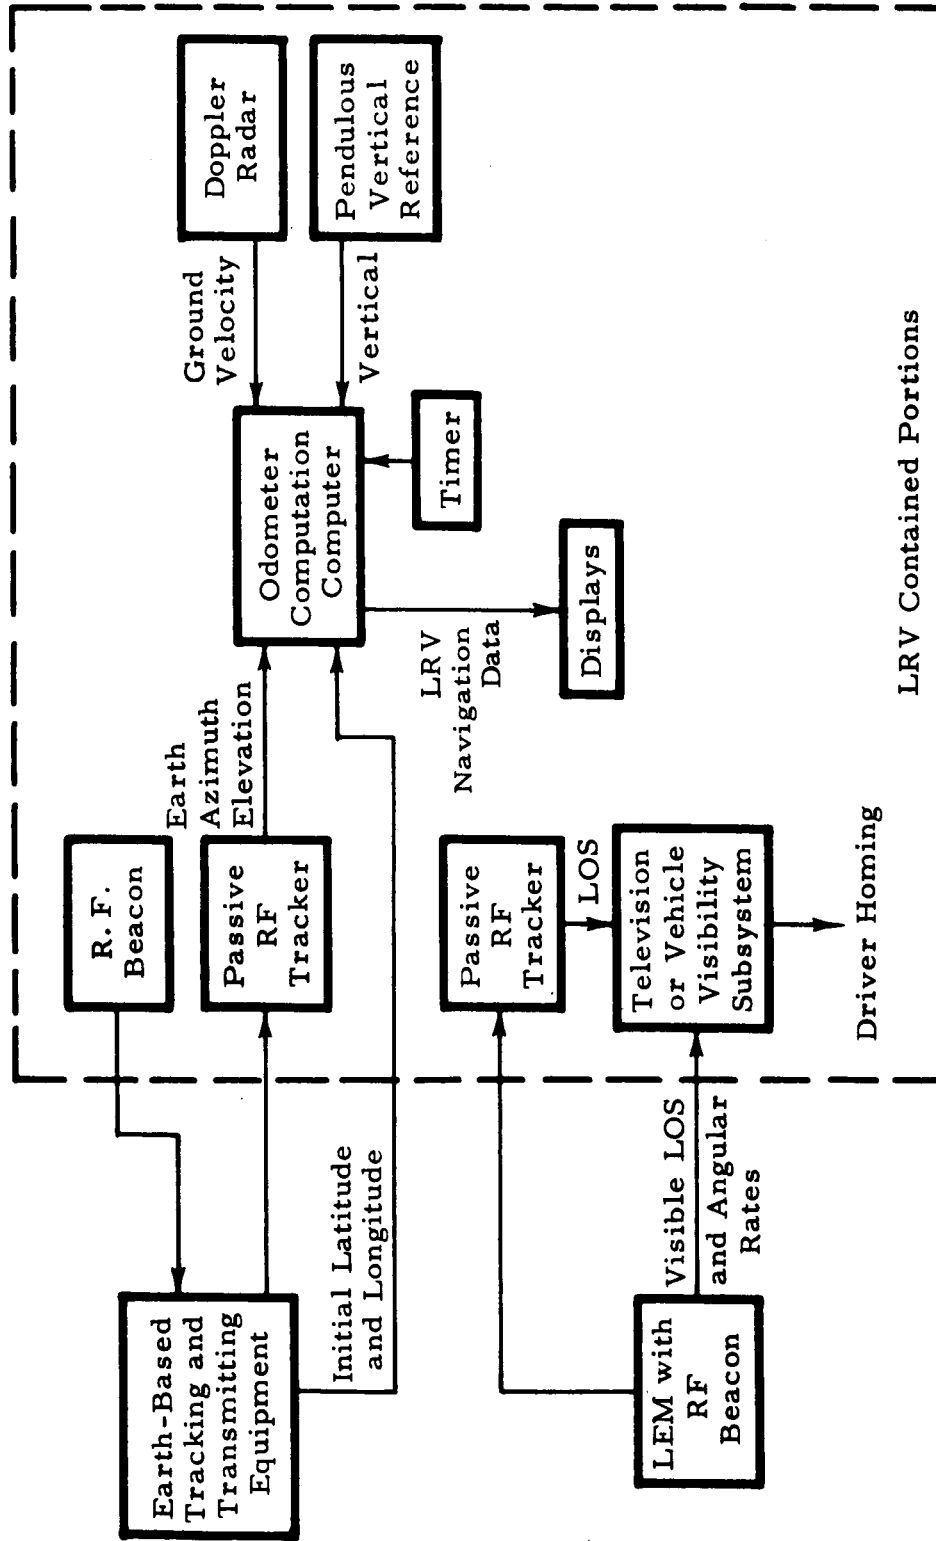 R. F.
Beacon
Earth-Based
Tracking and
Transmitting
Equipment
Passive
RF
Tracker
Earth
Azimuth
Elevation
Initial Latitude
and Longitude
Odometer
Computation
Computer
Ground
Velocity
Doppler
Radar
Vertical
Pendulous
Vertical
Reference
Timer
LRV
Navigation
Data
Displays
Passive
RF
Tracker
LOS
LEM with
RF
Beacon
Visible LOS
and Angular
Rates
Television
or Vehicle
Visibility
Subsystem
Driver Homing
LRV Contained Portions